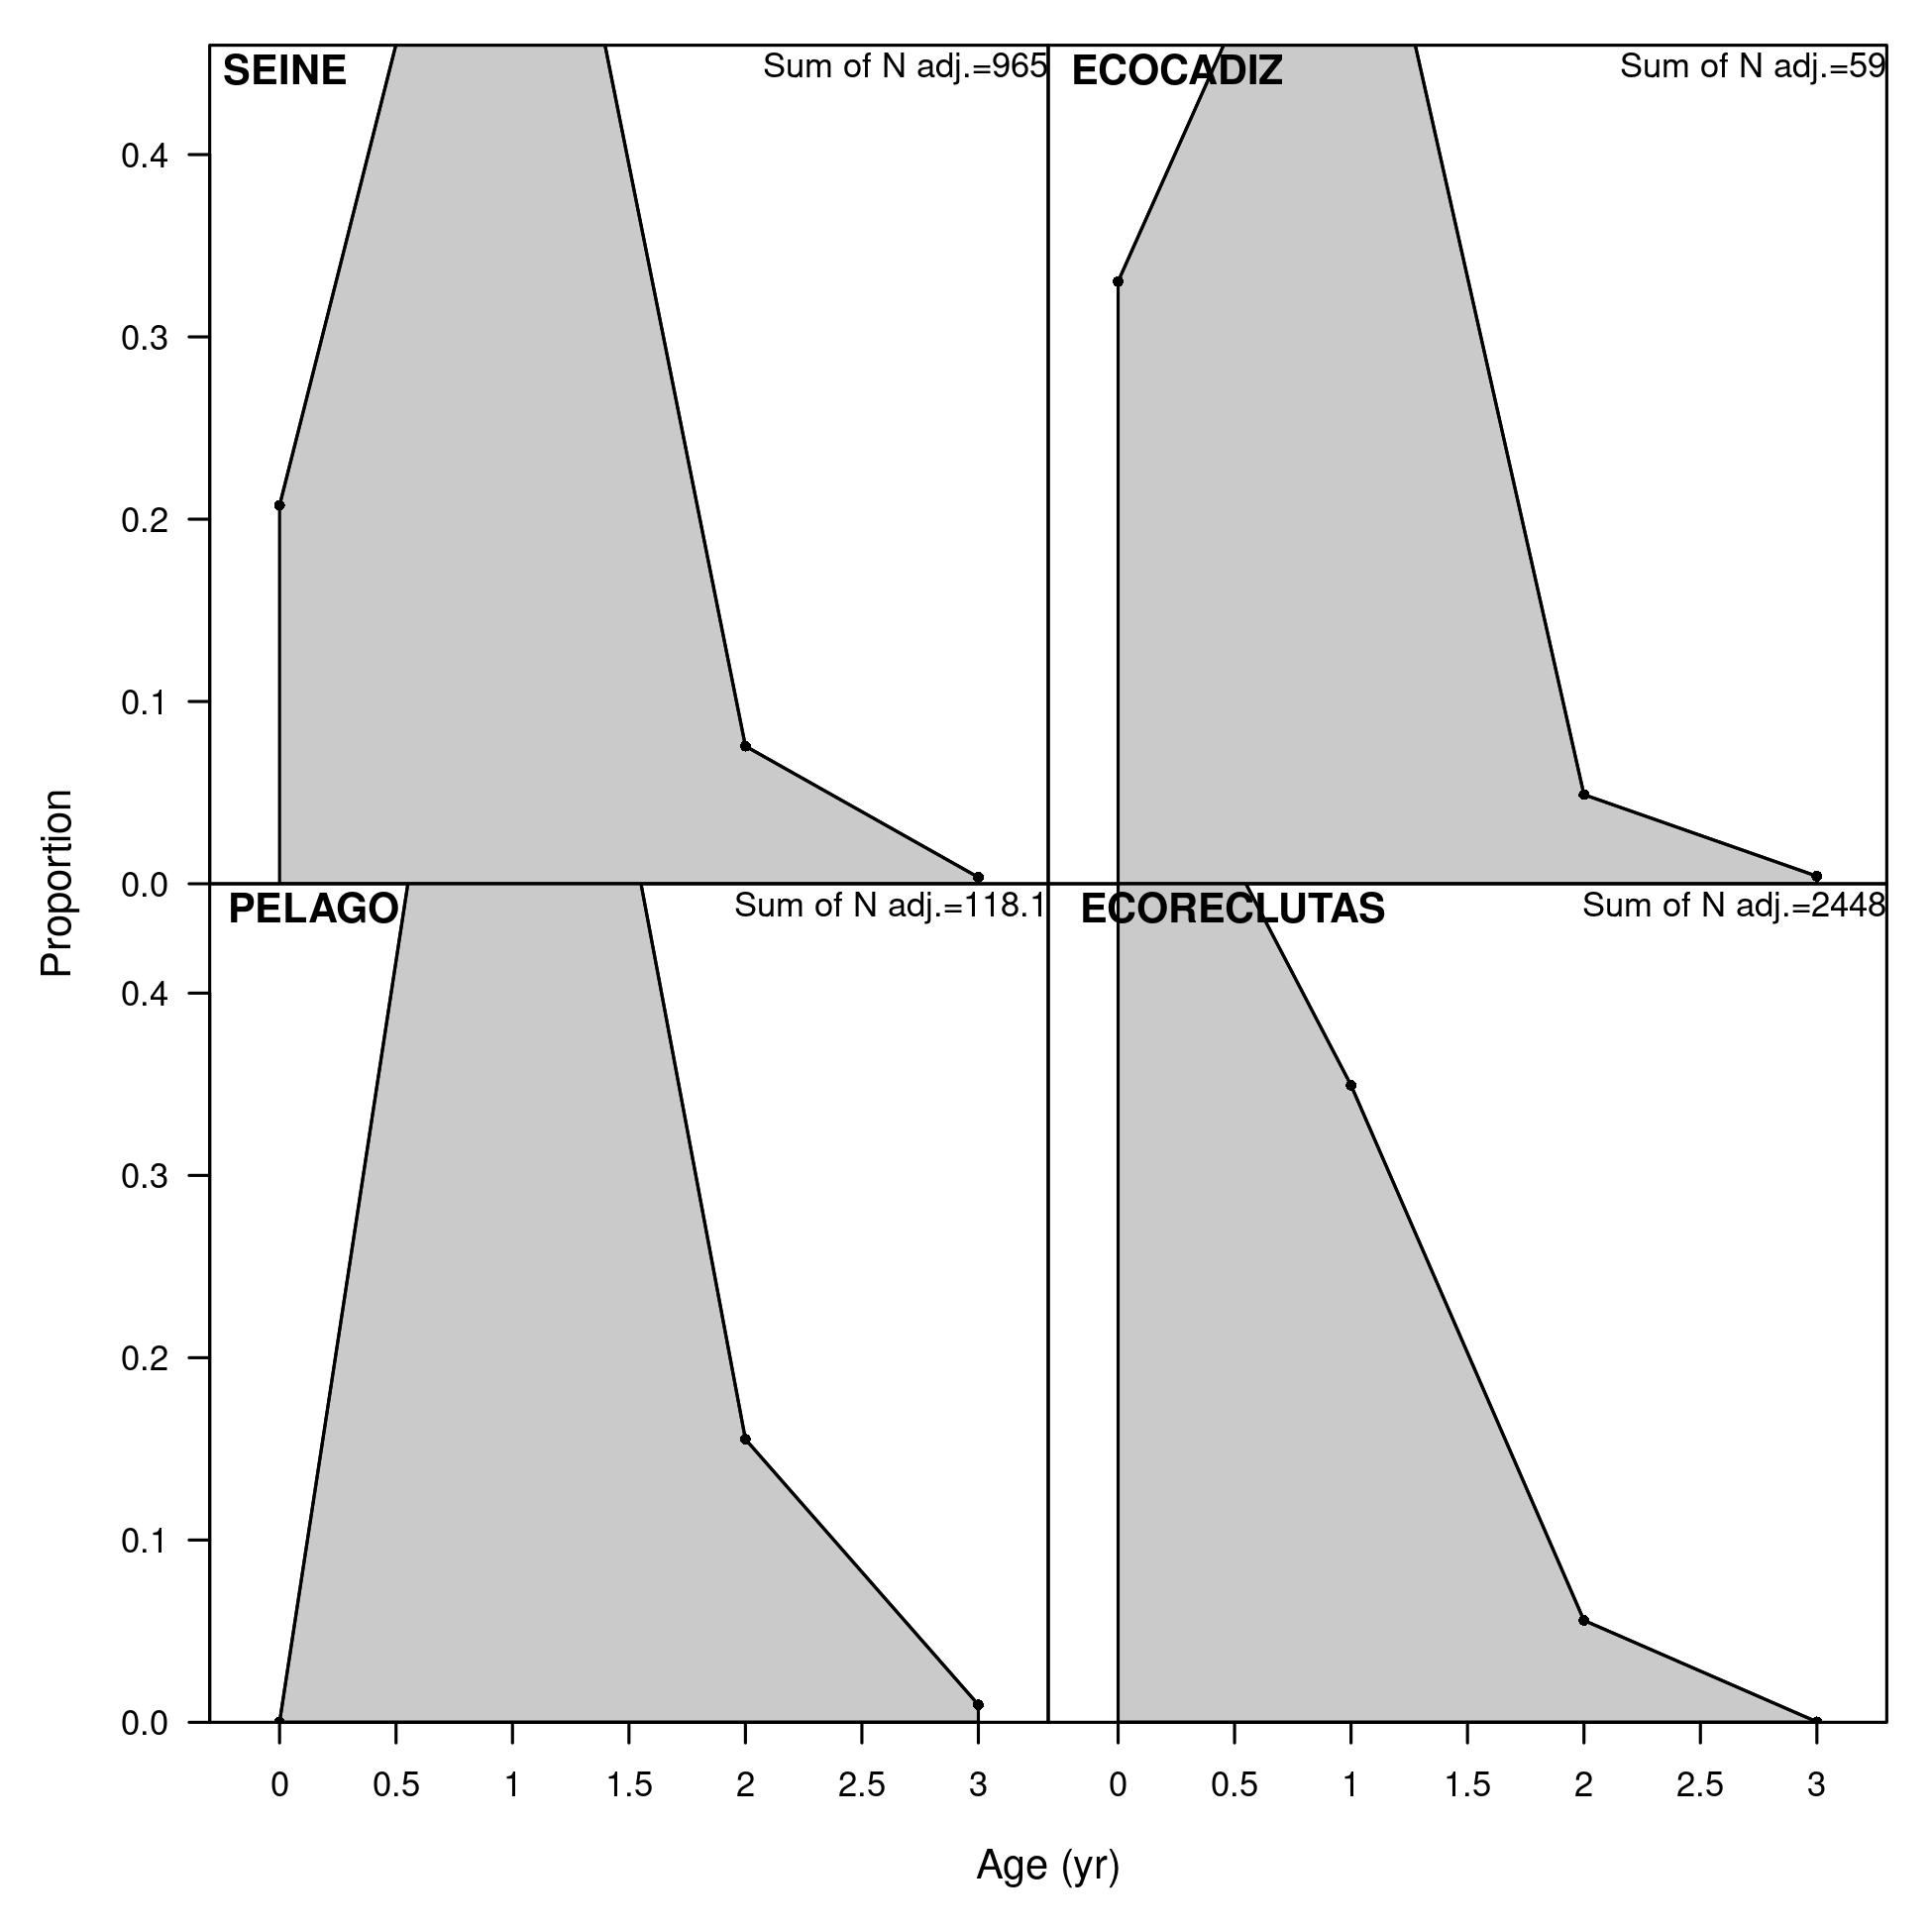 SEINE
Sum of N adj.=965
ECOCADIZ
Sum of N adj.=59
0.4
0.3
0.2
0.1
0.0
PELAGO
Sum of N adj.=118.1
ECORECLUTAS
Sum of N adj.=2448
0.4
0.3
0.2
0.1
0.0
Proportion
0 0.5 1 1.5 2 2.5 3
0 0.5 1 1.5 2 2.5 3
Age (yr)